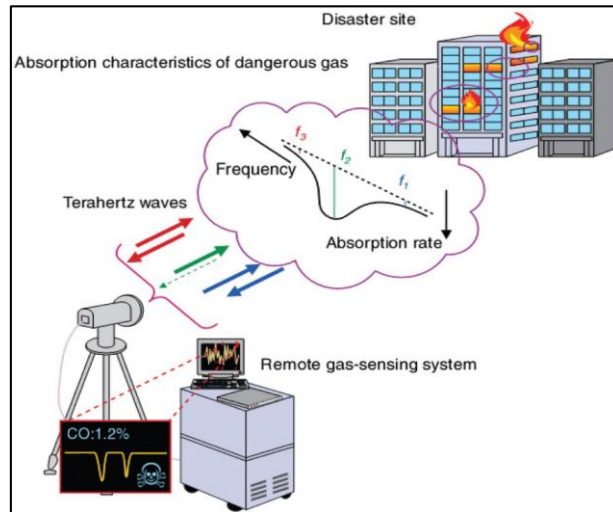 Disaster site
Absorption characteristics of dangerous gas
f3
f2
f1
Frequency
Absorption rate
Terahertz waves
Remote gas-sensing system
CO:1.2%